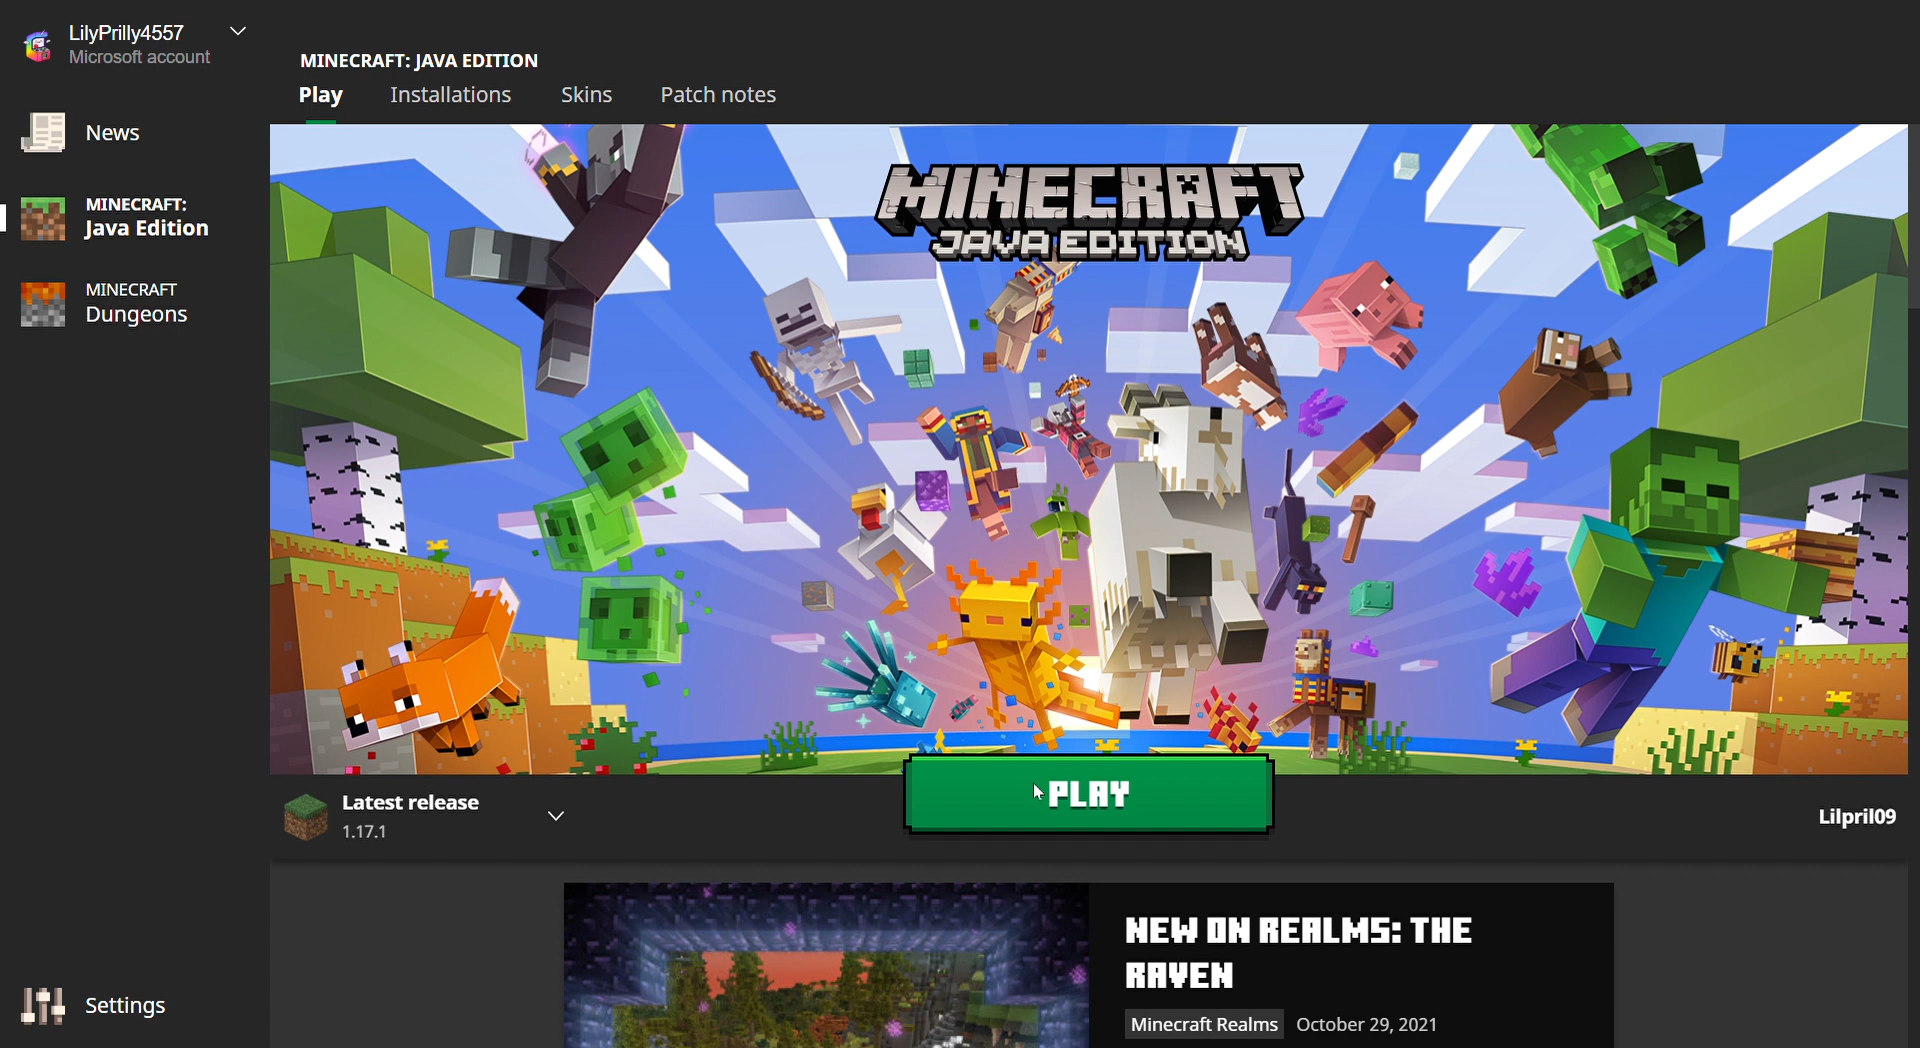 LilyPrilly4557
Microsoft account
News
MINECRAFT:
Java Edition
MINECRAFT
Dungeons
Settings
MINECRAFT: JAVA EDITION
Play Installations Skins Patch notes
MINECRAFT
JAVA EDITION
Latest release
1.17.1
PLAY
Lilpril09
NEW ON REALMS: THE
RAVEN
Minecraft Realms October 29, 2021